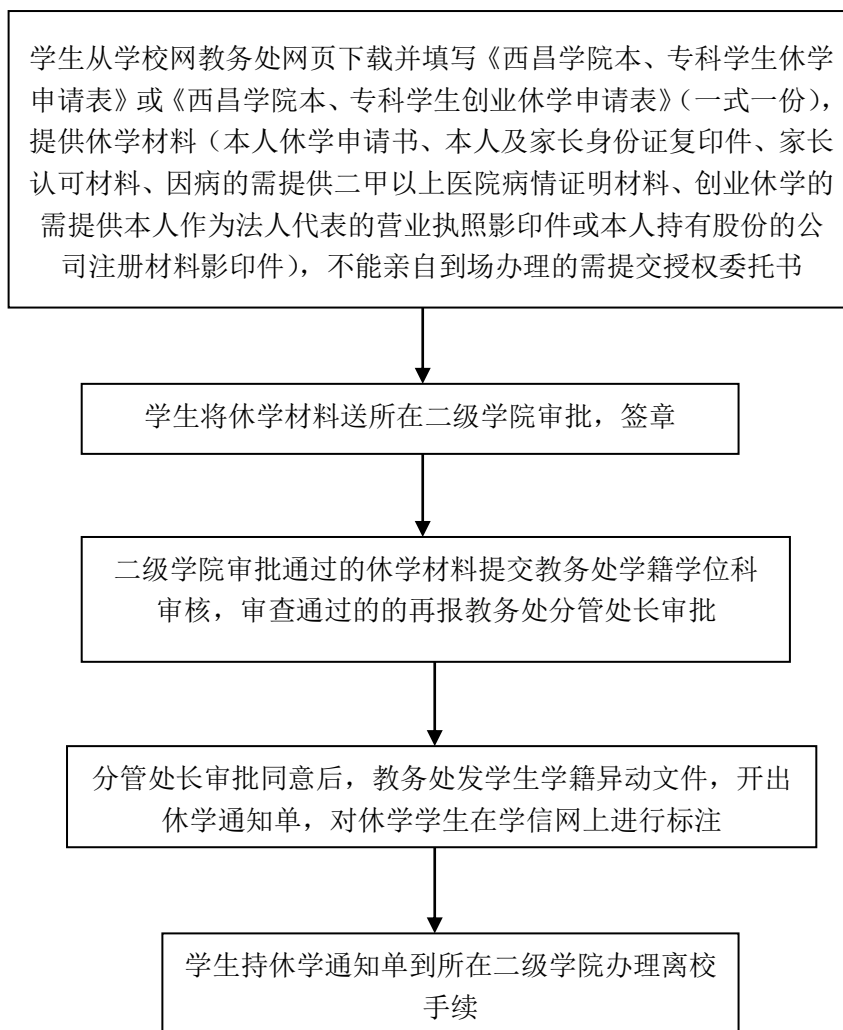 学生从学校网教务处网页下载并填写《西昌学院本、专科学生休学
申请表》或《西昌学院本、专科学生创业休学申请表》（一式一份），
提供休学材料（本人休学申请书、本人及家长身份证复印件、家长
认可材料、因病的需提供二甲以上医院病情证明材料、创业休学的
需提供本人作为法人代表的营业执照影印件或本人持有股份的公
司注册材料影印件），不能亲自到场办理的需提交授权委托书
学生将休学材料送所在二级学院审批，签章
二级学院审批通过的休学材料提交教务处学籍学位科
审核，审查通过的的再报教务处分管处长审批
分管处长审批同意后，教务处发学生学籍异动文件，开出
休学通知单，对休学学生在学信网上进行标注
学生持休学通知单到所在二级学院办理离校
手续